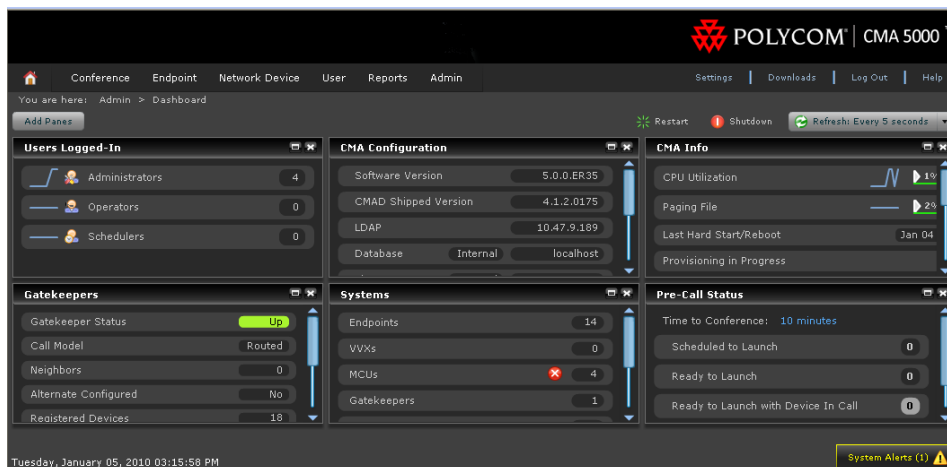 POLYCOM® | CMA 5000
Conference Endpoint Network Device User Reports Admin Settings | Downloads | Log Out | Help
You are here: Admin > Dashboard
Add Panes Restart Shutdown Refresh: Every 5 seconds
Users Logged-In
Administrators 4
Operators 0
Schedulers 0
CMA Configuration
Software Version 5.0.0.ER35
CMAD Shipped Version 4.1.2.0175
LDAP 10.47.9.189
Database Internal localhost
CMA Info
CPU Utilization 1%
Paging File 2%
Last Hard Start/Reboot Jan 04
Provisioning in Progress
Gatekeepers
Gatekeeper Status Up
Call Model Routed
Neighbors 0
Alternate Configured No
Registered Devices 18
Systems
Endpoints 14
VVXs 0
MCUs 4
Gatekeepers 1
Pre-Call Status
Time to Conference: 10 minutes
Scheduled to Launch 0
Ready to Launch 0
Ready to Launch with Device In Call 0
Tuesday, January 05, 2010 03:15:58 PM
System Alerts (1)